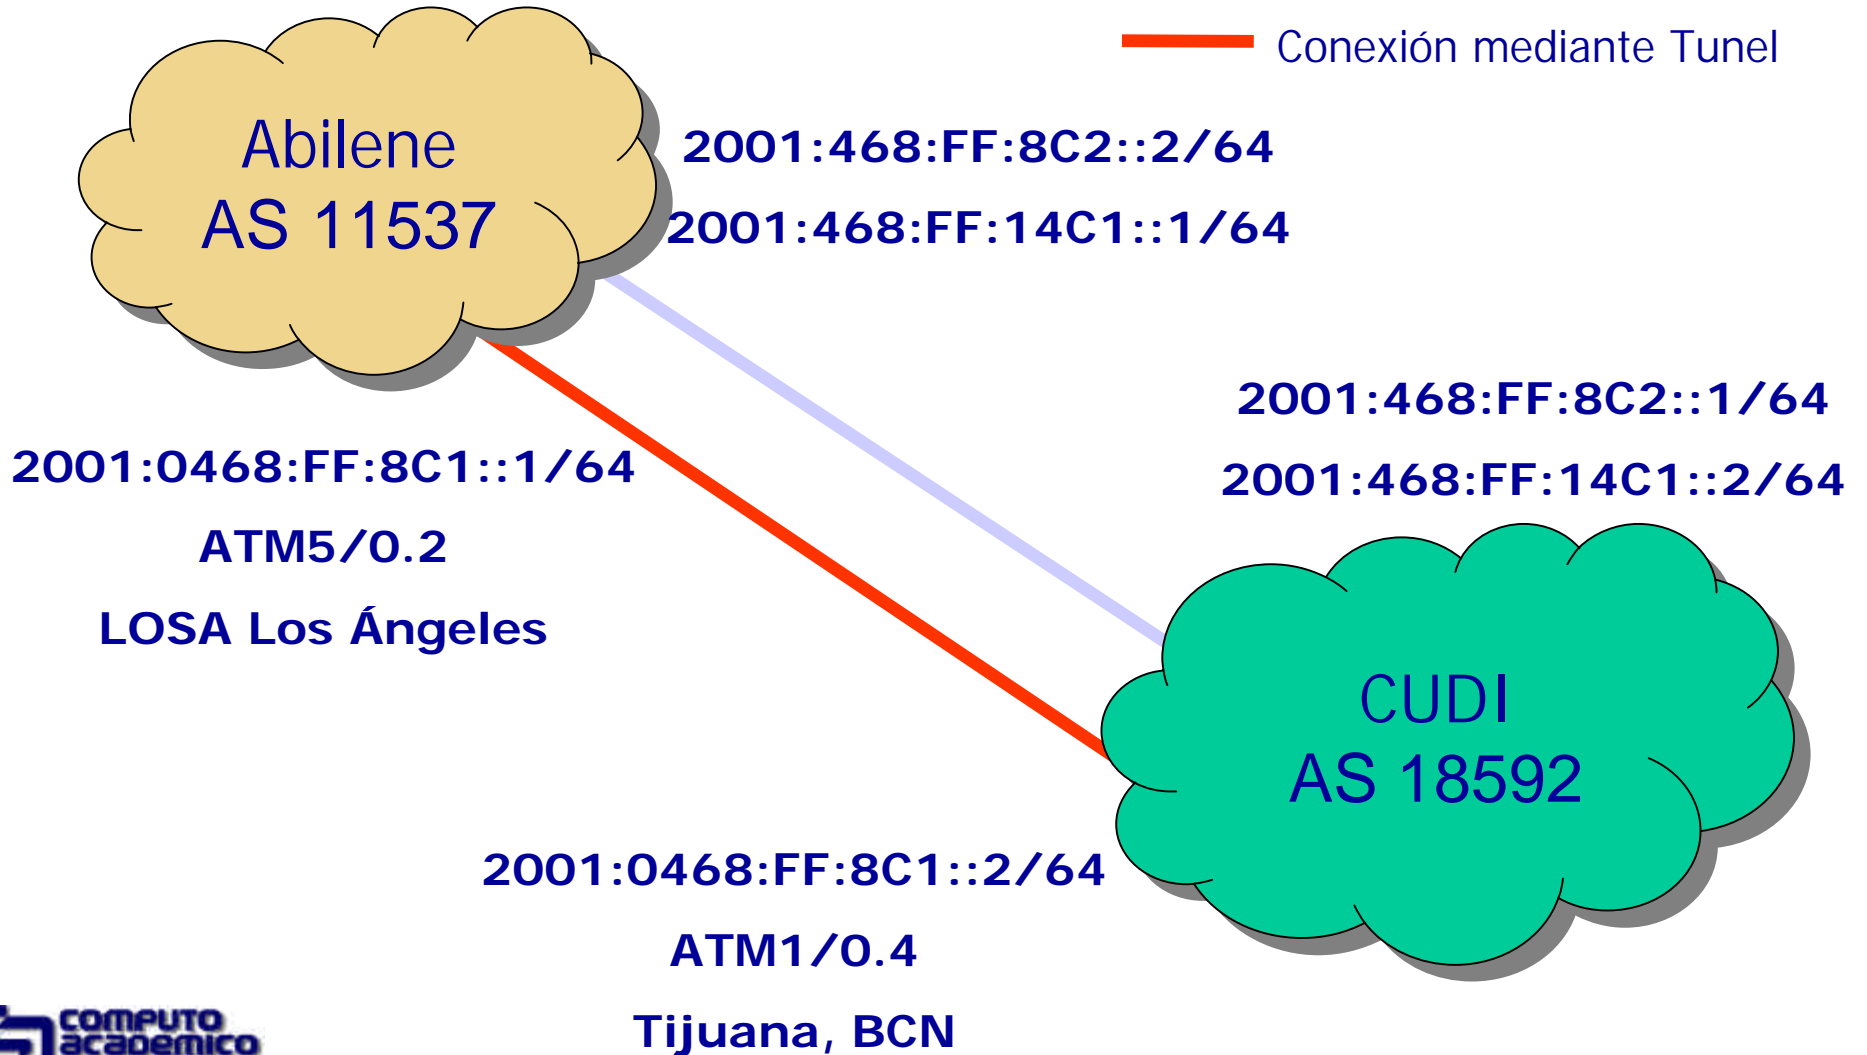 Conexión mediante Tunel
Abilene
AS 11537
2001:468:FF:8C2::2/64
2001:468:FF:14C1::1/64
2001:468:FF:8C2::1/64
2001:468:FF:14C1::2/64
2001:0468:FF:8C1::1/64
ATM5/0.2
LOSA Los Ángeles
CUDI
AS 18592
2001:0468:FF:8C1::2/64
ATM1/0.4
Tijuana, BCN
COMPUTO
academico